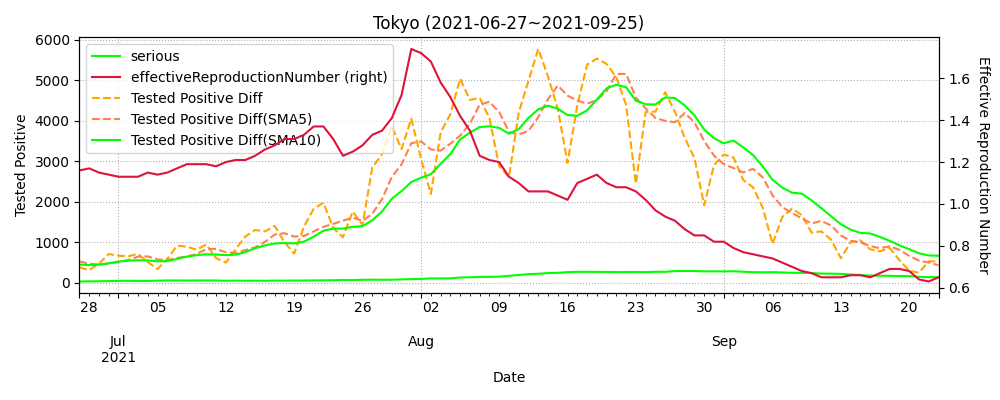 Tokyo (2021-06-27~2021-09-25)
serious
effectiveReproductionNumber (right)
Tested Positive Diff
Tested Positive Diff(SMA5)
Tested Positive Diff(SMA10)
Tested Positive
6000
5000
4000
3000
2000
1000
0
Effective Reproduction Number
1.6
1.4
1.2
1.0
0.8
0.6
28 05 12 19 26 02 09 16 23 30 06 13 20
Jul Aug Sep
2021
Date